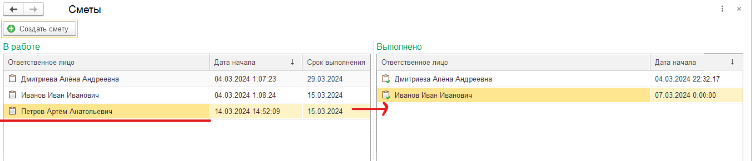 Сметы
Создать смету
В работе
Ответственное лицо Дата начала ↓ Срок выполнения
Дмитриева Алёна Андреевна 04.03.2024 1:07:23 29.03.2024
Иванов Иван Иванович 04.03.2024 1:08:24 15.03.2024
Петров Артём Анатольевич 14.03.2024 14:52:09 15.03.2024
Выполнено
Ответственное лицо Дата начала ↓
Дмитриева Алёна Андреевна 04.03.2024 22:32:17
Иванов Иван Иванович 07.03.2024 0:00:00